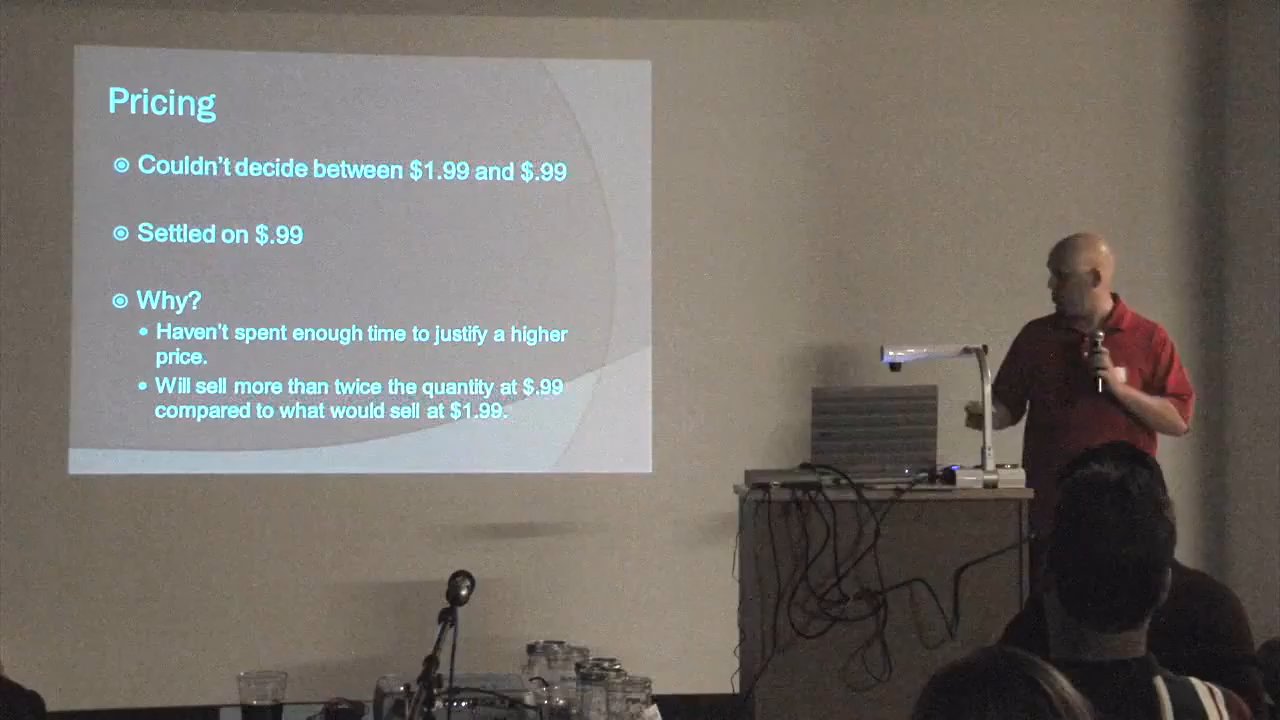 Pricing
Couldn't decide between $1.99 and $.99
Settled on $.99
Why?
Haven't spent enough time to justify a higher
price.
Will sell more than twice the quantity at $.99
compared to what would sell at $1.99.